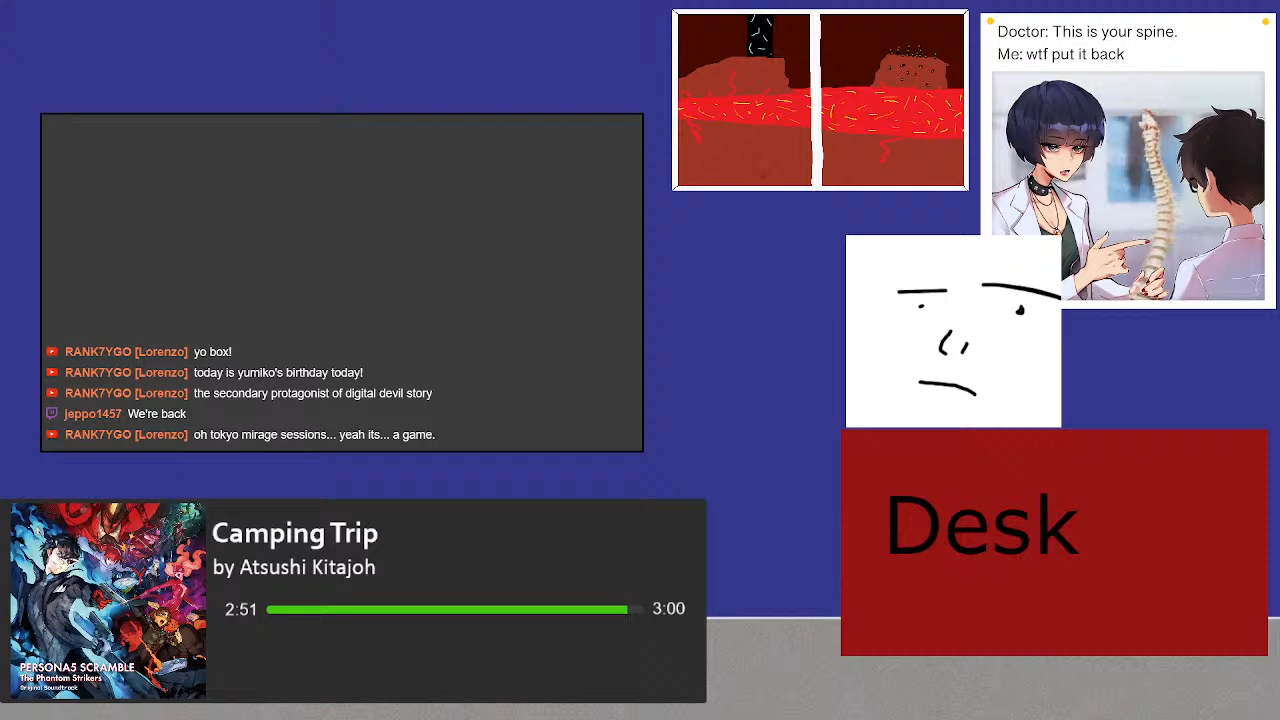 Doctor: This is your spine.
Me: wtf put it back
RANK7YGO [Lorenzo] yo box!
RANK7YGO [Lorenzo] today is yumiko's birthday today!
RANK7YGO [Lorenzo] the secondary protagonist of digital devil story
jeppo1457 We're back
RANK7YGO [Lorenzo] oh tokyo mirage sessions... yeah its... a game.
Desk
Camping Trip
by Atsushi Kitajoh
2:51 3:00
PERSONA5 SCRAMBLE
The Phantom Strikers
Original Soundtrack